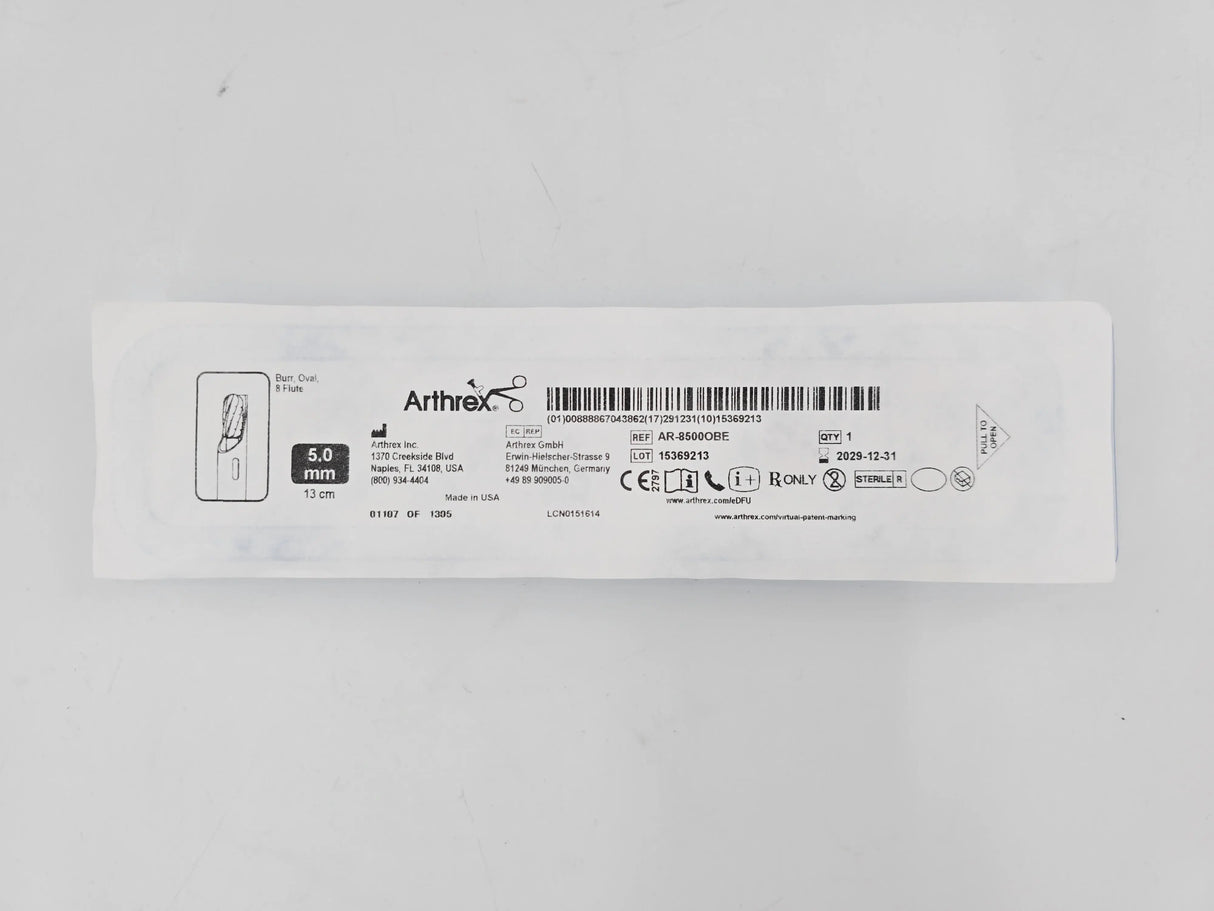 Burr, Oval,
8 Flute
5.0
mm
13 cm
Arthrex®
Arthrex Inc.
1370 Creekside Blvd
Naples, FL 34108, USA
(800) 934-4404
EC REP
Arthrex GmbH
Erwin-Hielscher-Strasse 9
81249 München, Germany
+49 89 909005-0
Made in USA
01107 OF 1305
LCN0151614
(01)00888867043862(17)291231(10)15369213
REF AR-8500OBE
QTY 1
LOT 15369213
2029-12-31
CE 2797 i i+ R ONLY 2 STERILE R
www.arthrex.com/eDFU
www.arthrex.com/virtual-patent-marking
PULL TO
OPEN